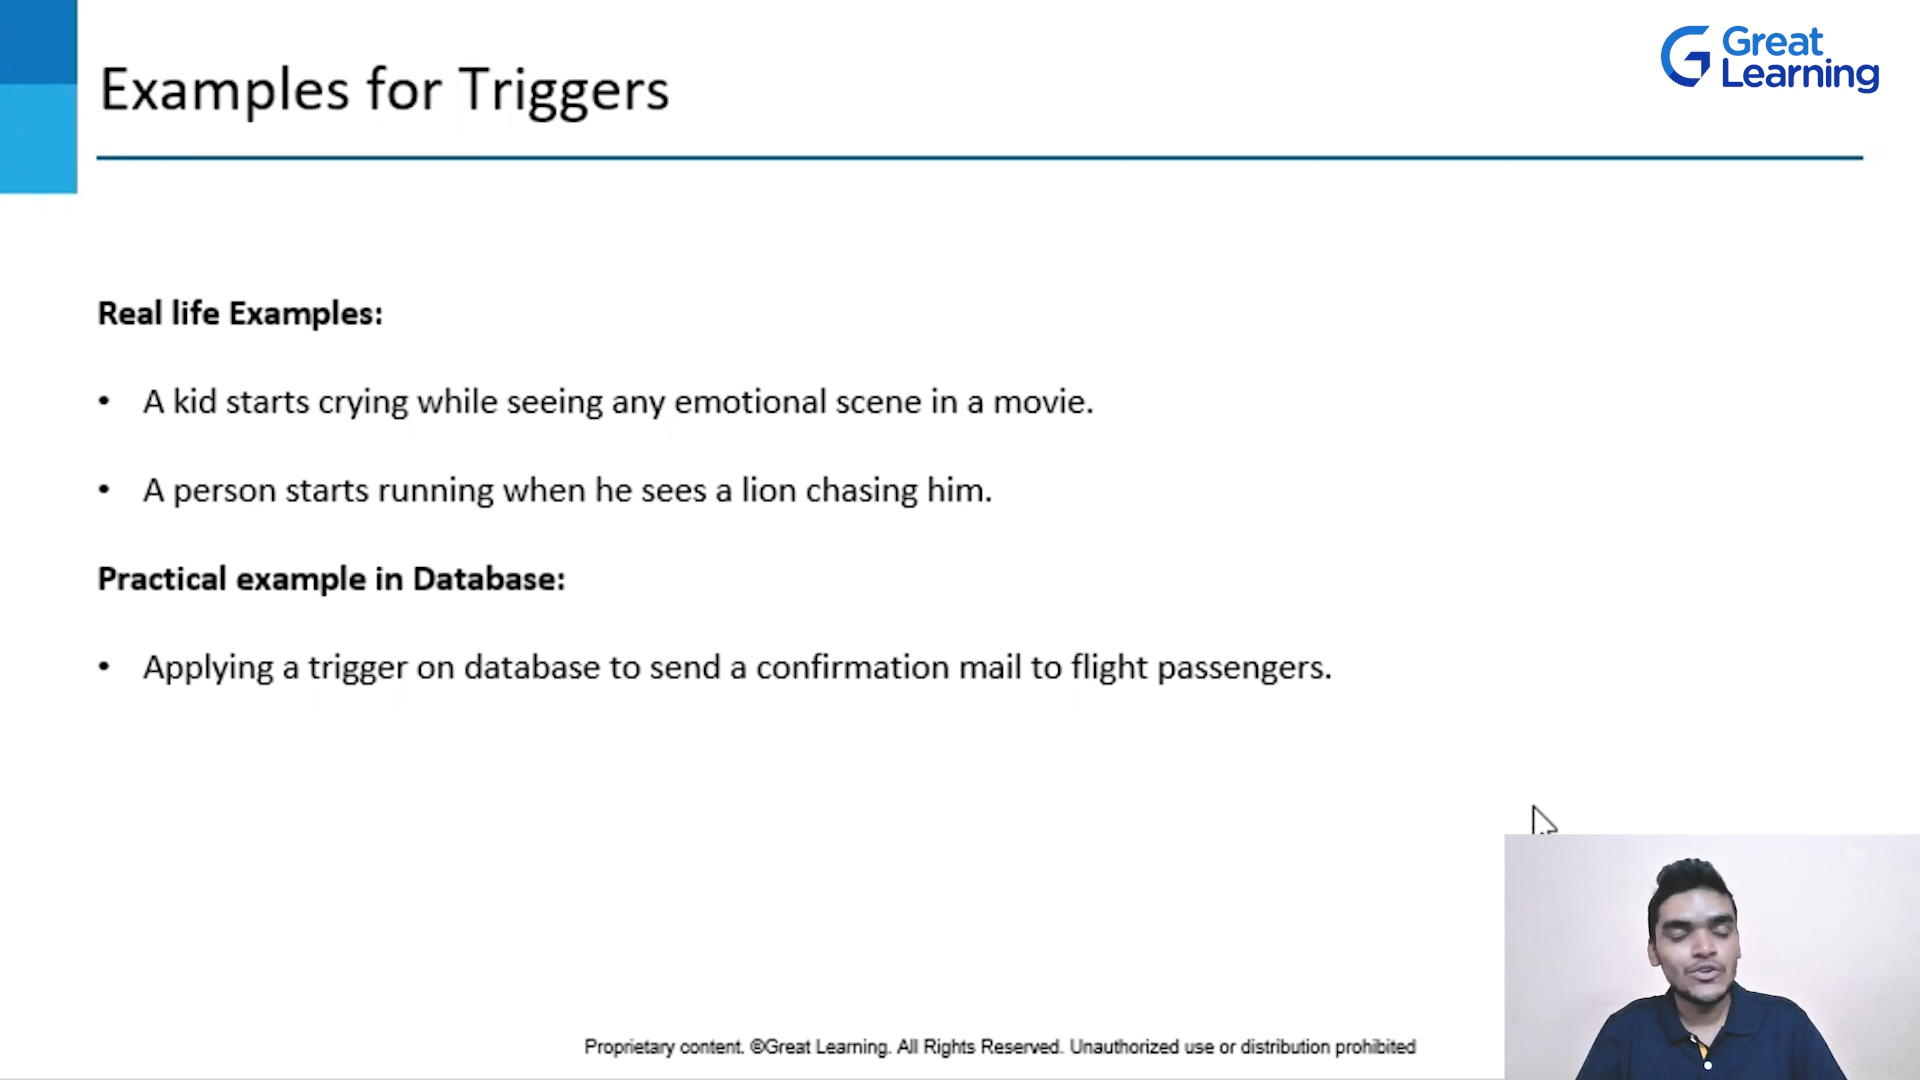 Great
Learning
Examples for Triggers
Real life Examples:
• A kid starts crying while seeing any emotional scene in a movie.
• A person starts running when he sees a lion chasing him.
Practical example in Database:
• Applying a trigger on database to send a confirmation mail to flight passengers.
Proprietary content. ©Great Learning. All Rights Reserved. Unauthorized use or distribution prohibited